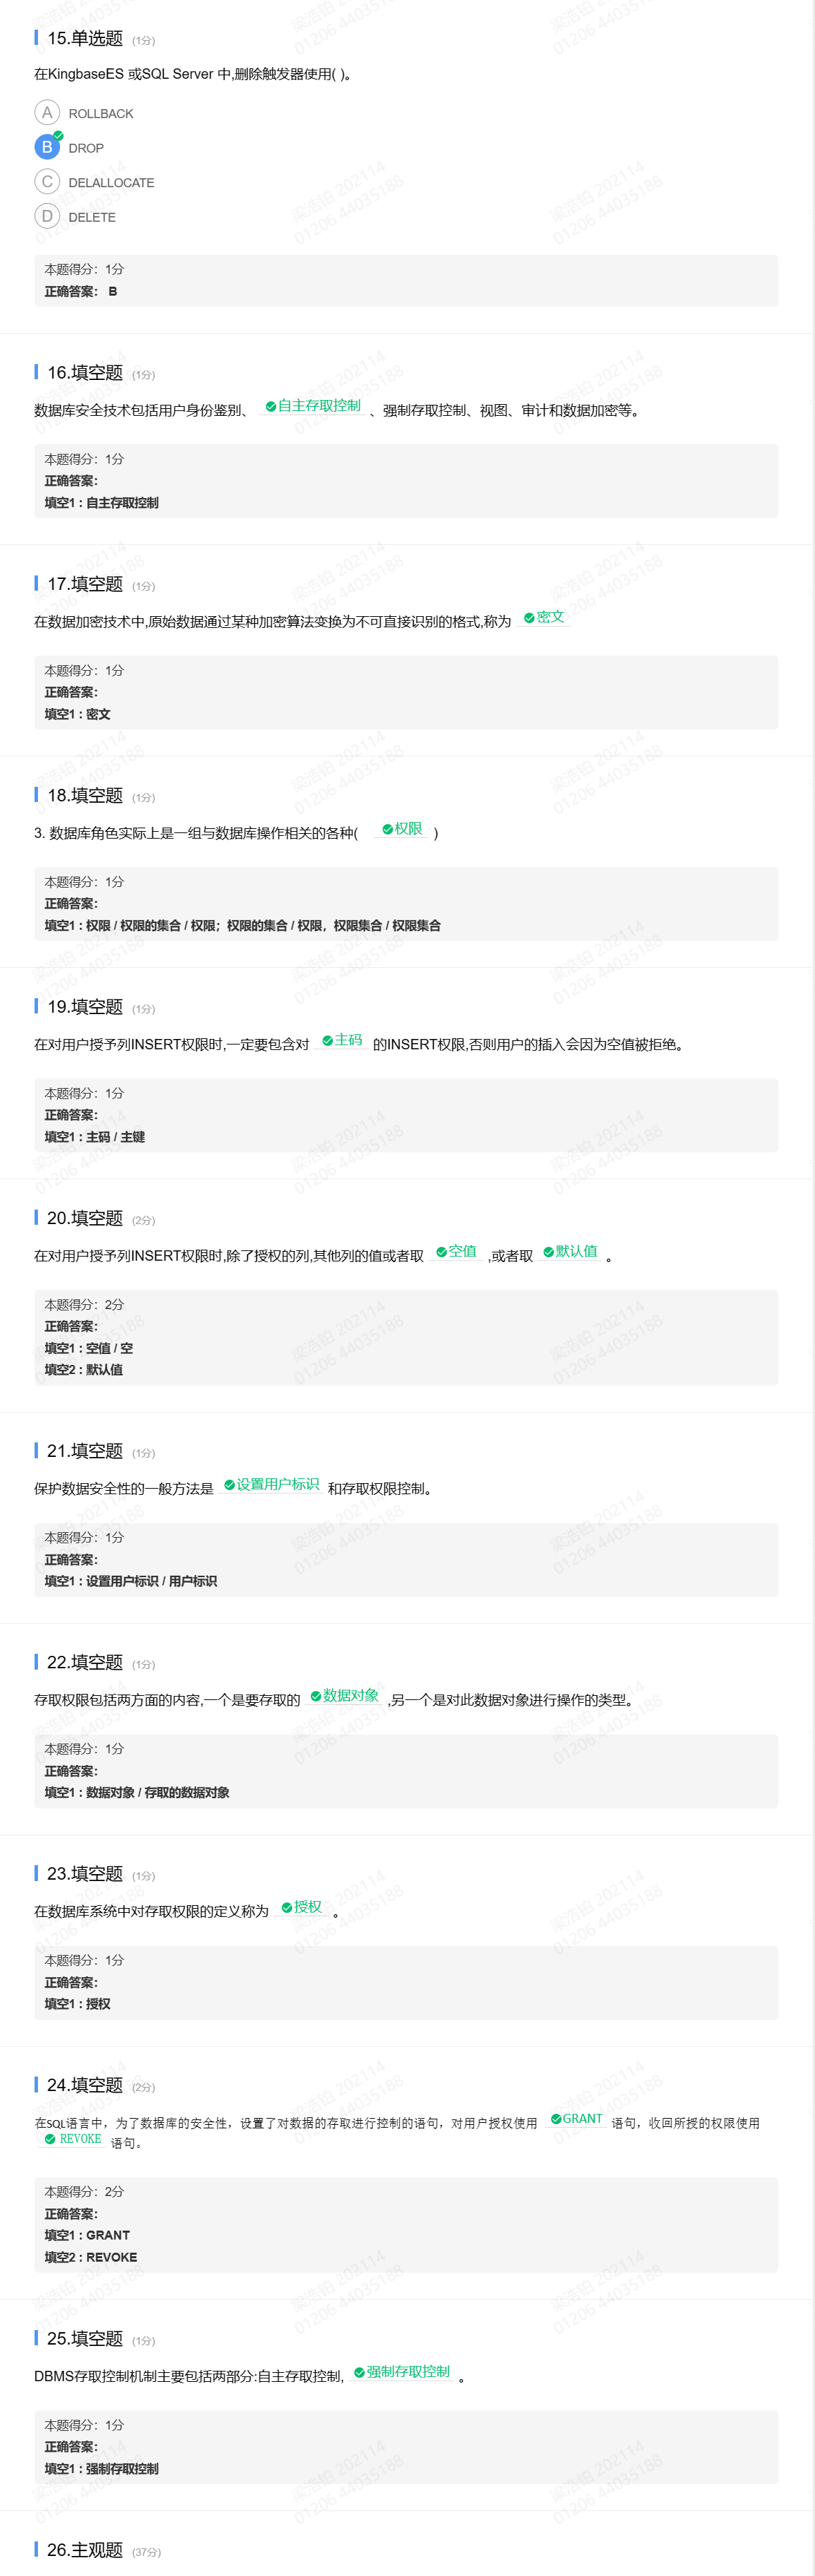 15.单选题 (1分)
在KingbaseES 或SQL Server 中,删除触发器使用( )。
A ROLLBACK
B DROP
C DELALLOCATE
D DELETE
本题得分：1分
正确答案： B
16.填空题 (1分)
数据库安全技术包括用户身份鉴别、 自主存取控制 、强制存取控制、视图、审计和数据加密等。
本题得分：1分
正确答案：
填空1 : 自主存取控制
17.填空题 (1分)
在数据加密技术中,原始数据通过某种加密算法变换为不可直接识别的格式,称为 密文
本题得分：1分
正确答案：
填空1 : 密文
18.填空题 (1分)
3. 数据库角色实际上是一组与数据库操作相关的各种( 权限 )
本题得分：1分
正确答案：
填空1 : 权限 / 权限的集合 / 权限；权限的集合 / 权限，权限集合 / 权限集合
19.填空题 (1分)
在对用户授予列INSERT权限时,一定要包含对 主码 的INSERT权限,否则用户的插入会因为空值被拒绝。
本题得分：1分
正确答案：
填空1 : 主码 / 主键
20.填空题 (2分)
在对用户授予列INSERT权限时,除了授权的列,其他列的值或者取 空值 ,或者取 默认值 。
本题得分：2分
正确答案：
填空1 : 空值 / 空
填空2 : 默认值
21.填空题 (1分)
保护数据安全性的一般方法是 设置用户标识 和存取权限控制。
本题得分：1分
正确答案：
填空1 : 设置用户标识 / 用户标识
22.填空题 (1分)
存取权限包括两方面的内容,一个是要存取的 数据对象 ,另一个是对此数据对象进行操作的类型。
本题得分：1分
正确答案：
填空1 : 数据对象 / 存取的数据对象
23.填空题 (1分)
在数据库系统中对存取权限的定义称为 授权 。
本题得分：1分
正确答案：
填空1 : 授权
24.填空题 (2分)
在SQL语言中，为了数据库的安全性，设置了对数据的存取进行控制的语句，对用户授权使用 GRANT 语句，收回所授的权限使用
REVOKE 语句。
本题得分：2分
正确答案：
填空1 : GRANT
填空2 : REVOKE
25.填空题 (1分)
DBMS存取控制机制主要包括两部分:自主存取控制, 强制存取控制 。
本题得分：1分
正确答案：
填空1 : 强制存取控制
26.主观题 (37分)
梁浩铂 202114
01206 44035188